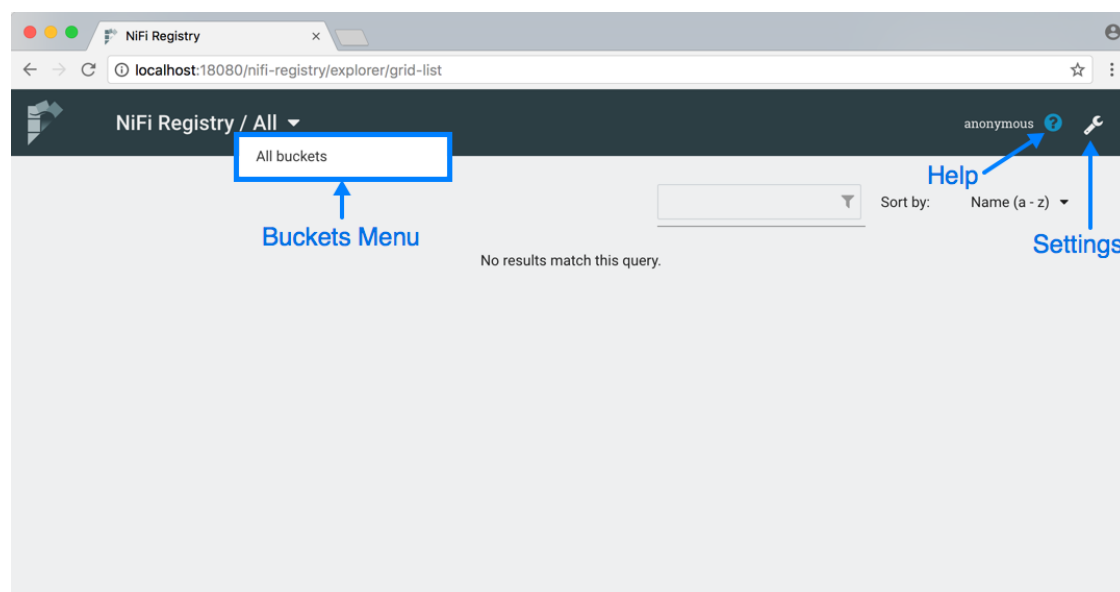 NiFi Registry
localhost:18080/nifi-registry/explorer/grid-list
NiFi Registry / All
anonymous
All buckets
Help
Sort by: Name (a - z)
Buckets Menu
Settings
No results match this query.